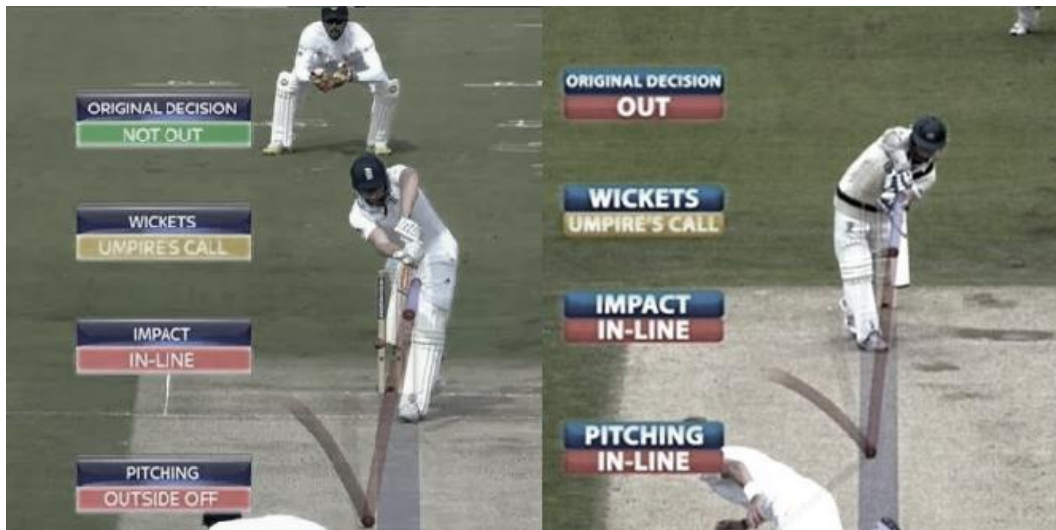 ORIGINAL DECISION
NOT OUT
WICKETS
UMPIRE'S CALL
IMPACT
IN-LINE
PITCHING
OUTSIDE OFF
ORIGINAL DECISION
OUT
WICKETS
UMPIRE'S CALL
IMPACT
IN-LINE
PITCHING
IN-LINE